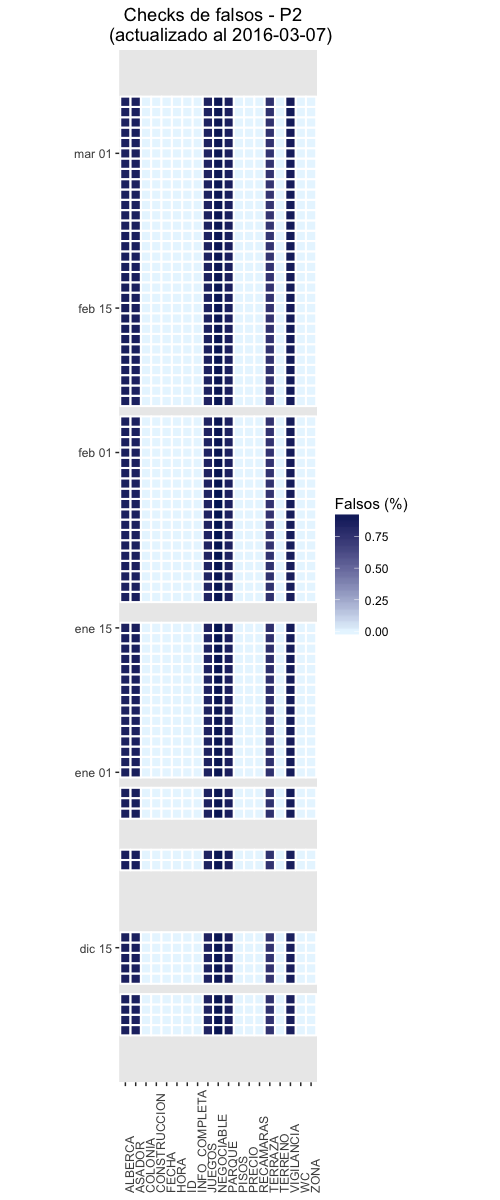 Checks de falsos - P2
(actualizado al 2016-03-07)
mar 01
feb 15
feb 01
ene 15
ene 01
dic 15
Falsos (%)
0.75
0.50
0.25
0.00
ALBERCA
ASADOR
COLONIA
CONSTRUCCION
FECHA
HORA
ID
INFO_COMPLETA
JUEGOS
NEGOCIABLE
PARQUE
PISOS
PRECIO
RECAMARAS
TERRAZA
TERRENO
VIGILANCIA
WC
ZONA